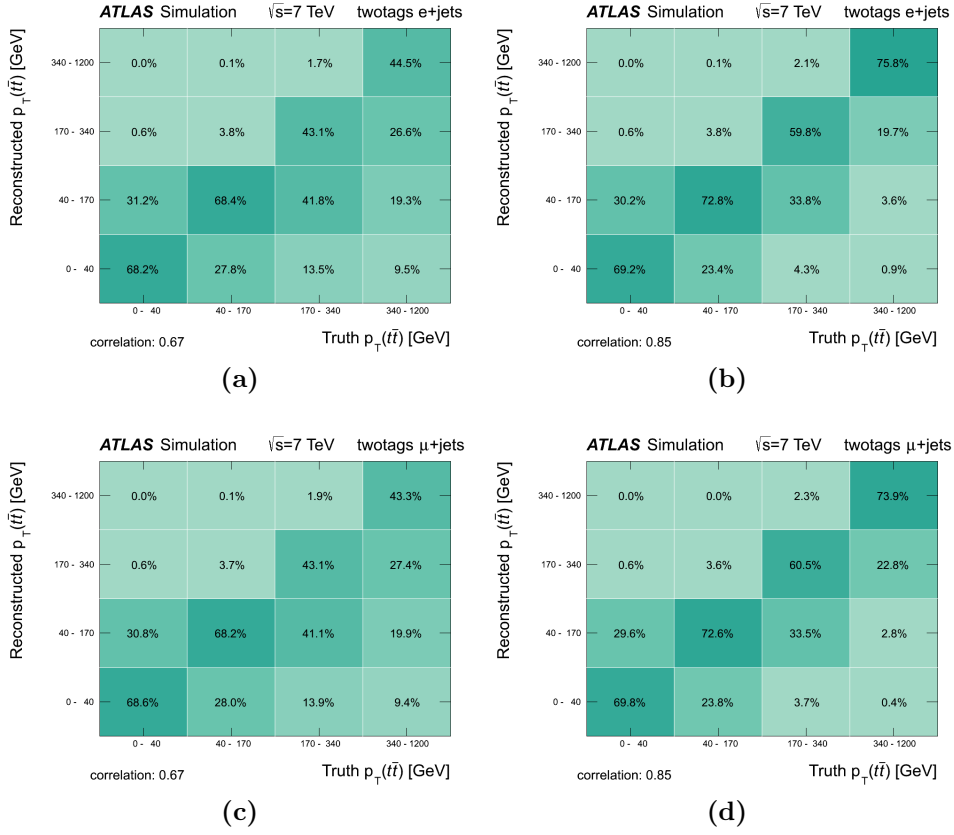 ATLAS Simulation √s=7 TeV twotags e+jets
Reconstructed p_T(tt̄) [GeV]
340 - 1200 0.0% 0.1% 1.7% 44.5%
170 - 340 0.6% 3.8% 43.1% 26.6%
40 - 170 31.2% 68.4% 41.8% 19.3%
0 - 40 68.2% 27.8% 13.5% 9.5%
0 - 40 40 - 170 170 - 340 340 - 1200
Truth p_T(tt̄) [GeV]
correlation: 0.67
(a)
ATLAS Simulation √s=7 TeV twotags e+jets
Reconstructed p_T(tt̄) [GeV]
340 - 1200 0.0% 0.1% 2.1% 75.8%
170 - 340 0.6% 3.8% 59.8% 19.7%
40 - 170 30.2% 72.8% 33.8% 3.6%
0 - 40 69.2% 23.4% 4.3% 0.9%
0 - 40 40 - 170 170 - 340 340 - 1200
Truth p_T(tt̄) [GeV]
correlation: 0.85
(b)
ATLAS Simulation √s=7 TeV twotags μ+jets
Reconstructed p_T(tt̄) [GeV]
340 - 1200 0.0% 0.1% 1.9% 43.3%
170 - 340 0.6% 3.7% 43.1% 27.4%
40 - 170 30.8% 68.2% 41.1% 19.9%
0 - 40 68.6% 28.0% 13.9% 9.4%
0 - 40 40 - 170 170 - 340 340 - 1200
Truth p_T(tt̄) [GeV]
correlation: 0.67
(c)
ATLAS Simulation √s=7 TeV twotags μ+jets
Reconstructed p_T(tt̄) [GeV]
340 - 1200 0.0% 0.0% 2.3% 73.9%
170 - 340 0.6% 3.6% 60.5% 22.8%
40 - 170 29.6% 72.6% 33.5% 2.8%
0 - 40 69.8% 23.8% 3.7% 0.4%
0 - 40 40 - 170 170 - 340 340 - 1200
Truth p_T(tt̄) [GeV]
correlation: 0.85
(d)